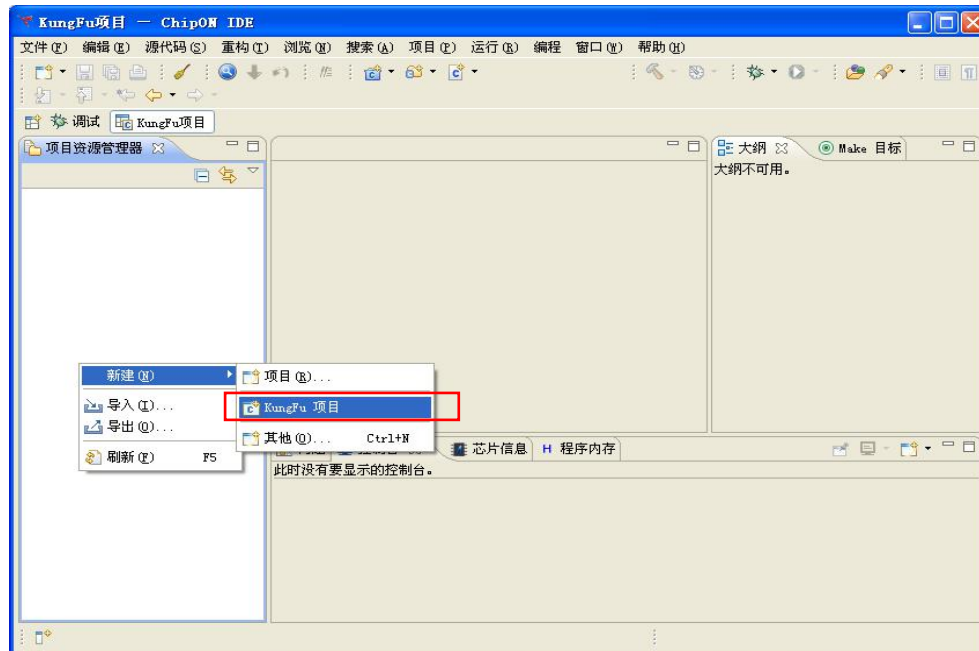 KungFu项目 — ChipON IDE
文件(F) 编辑(E) 源代码(S) 重构(T) 浏览(N) 搜索(A) 项目(P) 运行(R) 编程 窗口(W) 帮助(H)
调试 KungFu项目
项目资源管理器
大纲 Make 目标
大纲不可用。
新建(N)
项目(R)...
导入(I)...
KungFu 项目
导出(O)...
其他(O)... Ctrl+N
刷新(F) F5
芯片信息 H 程序内存
此时没有要显示的控制台。